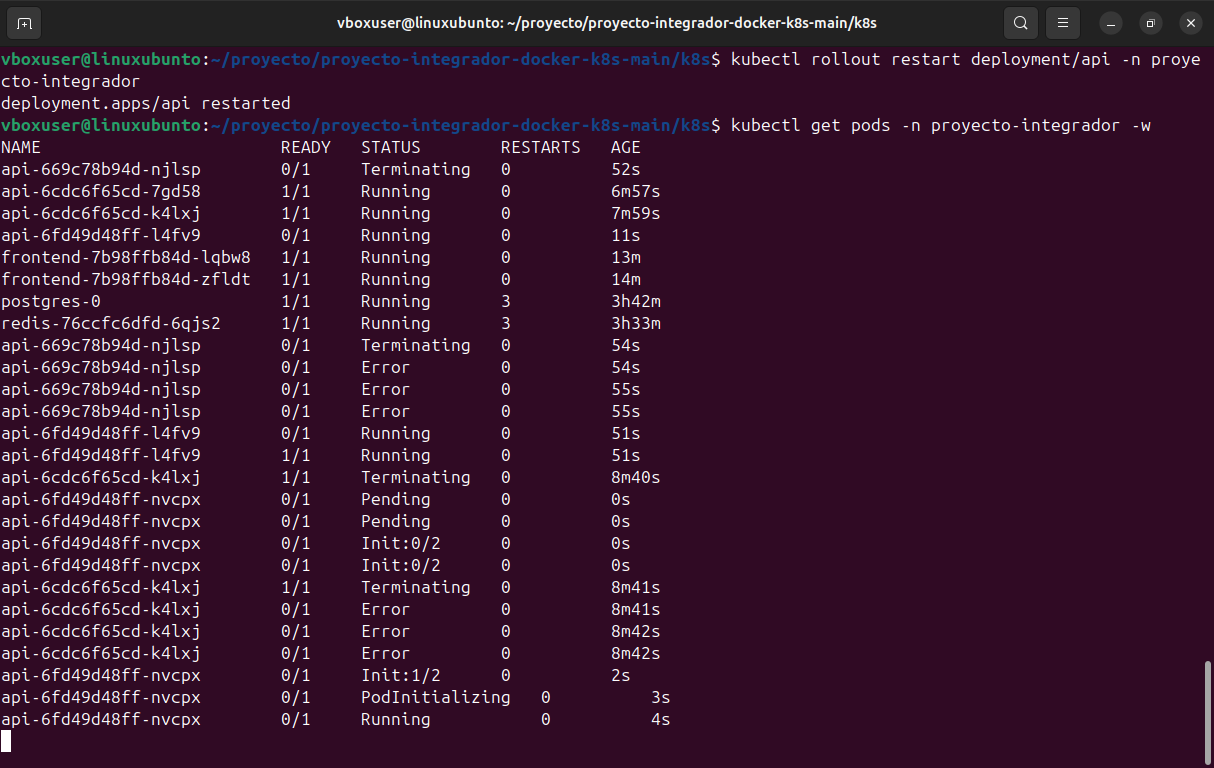 vboxuser@linuxubunto: ~/proyecto/proyecto-integrador-docker-k8s-main/k8s
vboxuser@linuxubunto:~/proyecto/proyecto-integrador-docker-k8s-main/k8s$ kubectl rollout restart deployment/api -n proye
cto-integrador
deployment.apps/api restarted
vboxuser@linuxubunto:~/proyecto/proyecto-integrador-docker-k8s-main/k8s$ kubectl get pods -n proyecto-integrador -w
NAME                        READY   STATUS        RESTARTS   AGE
api-669c78b94d-njlsp        0/1     Terminating   0          52s
api-6cdc6f65cd-7gd58        1/1     Running       0          6m57s
api-6cdc6f65cd-k4lxj        1/1     Running       0          7m59s
api-6fd49d48ff-l4fv9        0/1     Running       0          11s
frontend-7b98ffb84d-lqbw8   1/1     Running       0          13m
frontend-7b98ffb84d-zfldt   1/1     Running       0          14m
postgres-0                  1/1     Running       3          3h42m
redis-76ccfc6dfd-6qjs2      1/1     Running       3          3h33m
api-669c78b94d-njlsp        0/1     Terminating   0          54s
api-669c78b94d-njlsp        0/1     Error         0          54s
api-669c78b94d-njlsp        0/1     Error         0          55s
api-669c78b94d-njlsp        0/1     Error         0          55s
api-6fd49d48ff-l4fv9        0/1     Running       0          51s
api-6fd49d48ff-l4fv9        1/1     Running       0          51s
api-6cdc6f65cd-k4lxj        1/1     Terminating   0          8m40s
api-6fd49d48ff-nvcpx        0/1     Pending       0          0s
api-6fd49d48ff-nvcpx        0/1     Pending       0          0s
api-6fd49d48ff-nvcpx        0/1     Init:0/2      0          0s
api-6fd49d48ff-nvcpx        0/1     Init:0/2      0          0s
api-6cdc6f65cd-k4lxj        1/1     Terminating   0          8m41s
api-6cdc6f65cd-k4lxj        0/1     Error         0          8m41s
api-6cdc6f65cd-k4lxj        0/1     Error         0          8m42s
api-6cdc6f65cd-k4lxj        0/1     Error         0          8m42s
api-6fd49d48ff-nvcpx        0/1     Init:1/2      0          2s
api-6fd49d48ff-nvcpx        0/1     PodInitializing   0          3s
api-6fd49d48ff-nvcpx        0/1     Running           0          4s